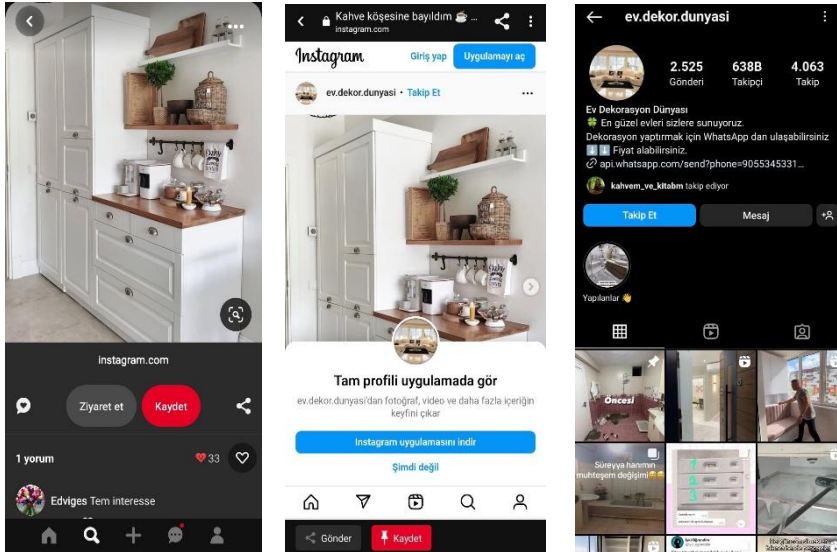 instagram.com
Ziyaret et
Kaydet
1 yorum
33
Edviges Tem interesse
Kahve köşesine bayıldım ☕ ...
instagram.com
Instagram
Giriş yap
Uygulamayı aç
ev.dekor.dunyasi • Takip Et
Tam profili uygulamada gör
ev.dekor.dunyasi'dan fotoğraf, video ve daha fazla içeriğin
keyfini çıkar
Instagram uygulamasını indir
Şimdi değil
Gönder
Kaydet
ev.dekor.dunyasi
2.525 638B 4.063
Gönderi Takipçi Takip
Ev Dekorasyon Dünyası
🍀 En güzel evleri sizlere sunuyoruz.
Dekorasyon yaptırmak için WhatsApp dan ulaşabilirsiniz
⬇️⬇️ Fiyat alabilirsiniz.
api.whatsapp.com/send?phone=9055345331...
kahvem_ve_kitabm takip ediyor
Takip Et
Mesaj
Yapılanlar 👋
Öncesi
Süreyya hanımın
muhteşem değişimi😂😂
1
2
3